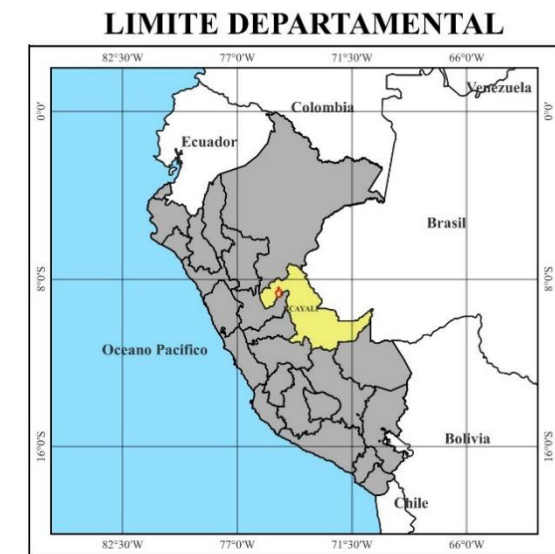 LIMITE DEPARTAMENTAL
82°30'W 77°0'W 71°30'W 66°0'W
Venezuela
0°0' Colombia 0°0'
Ecuador
Brasil
8°0'S 8°0'S
CAYALI
Oceano Pacifico
Bolivia
16°0'S 16°0'S
Chile
82°30'W 77°0'W 71°30'W 66°0'W